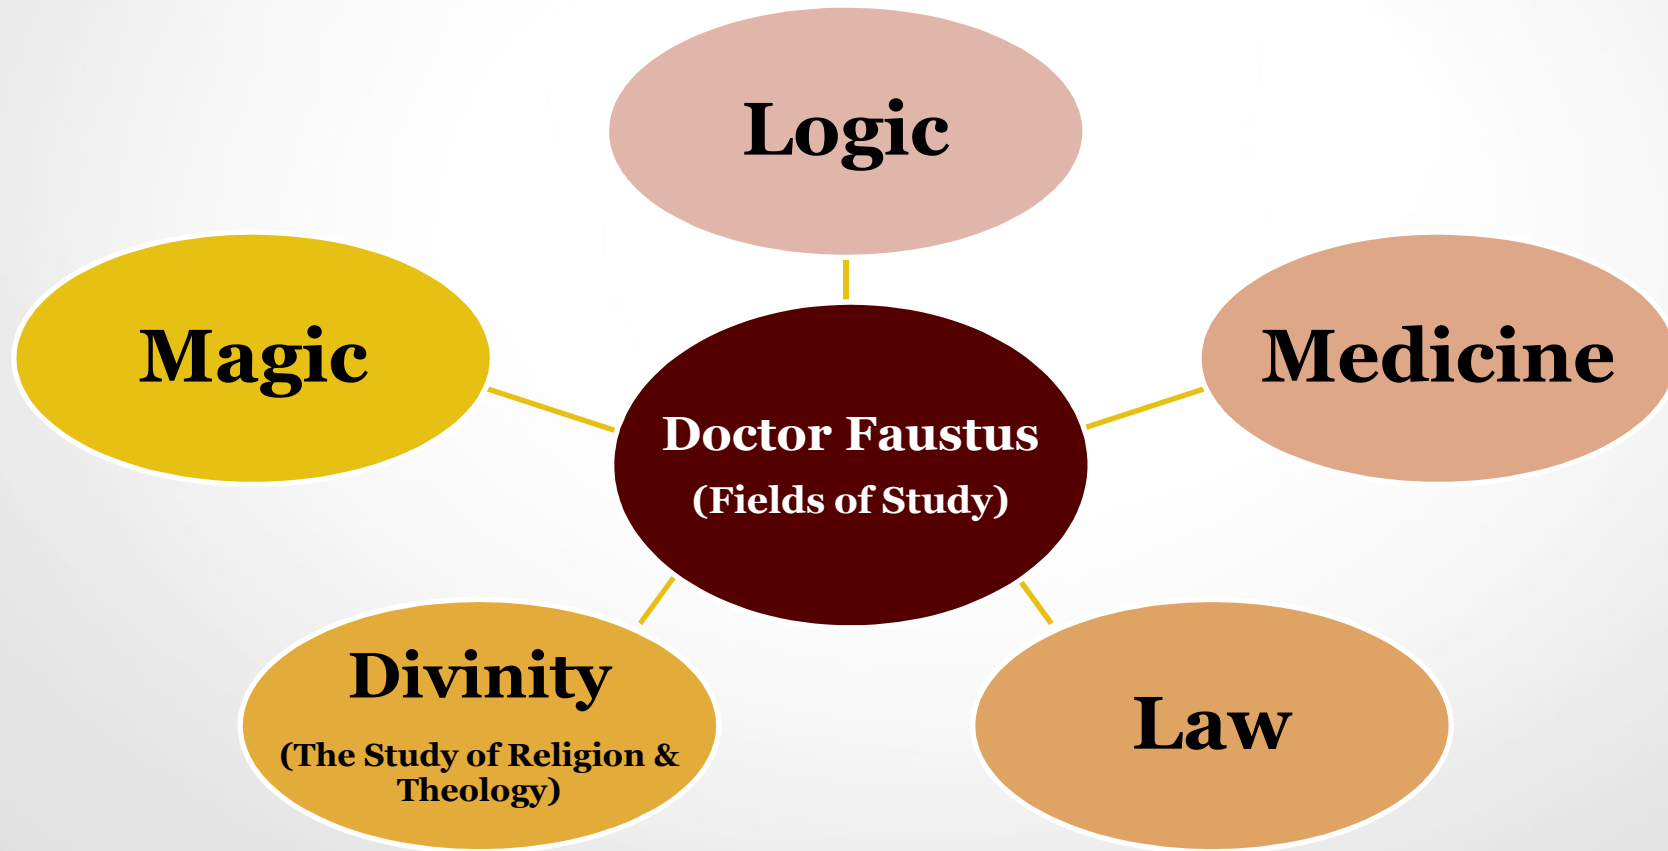 Logic
Magic
Medicine
Doctor Faustus
(Fields of Study)
Divinity
(The Study of Religion &
Theology)
Law